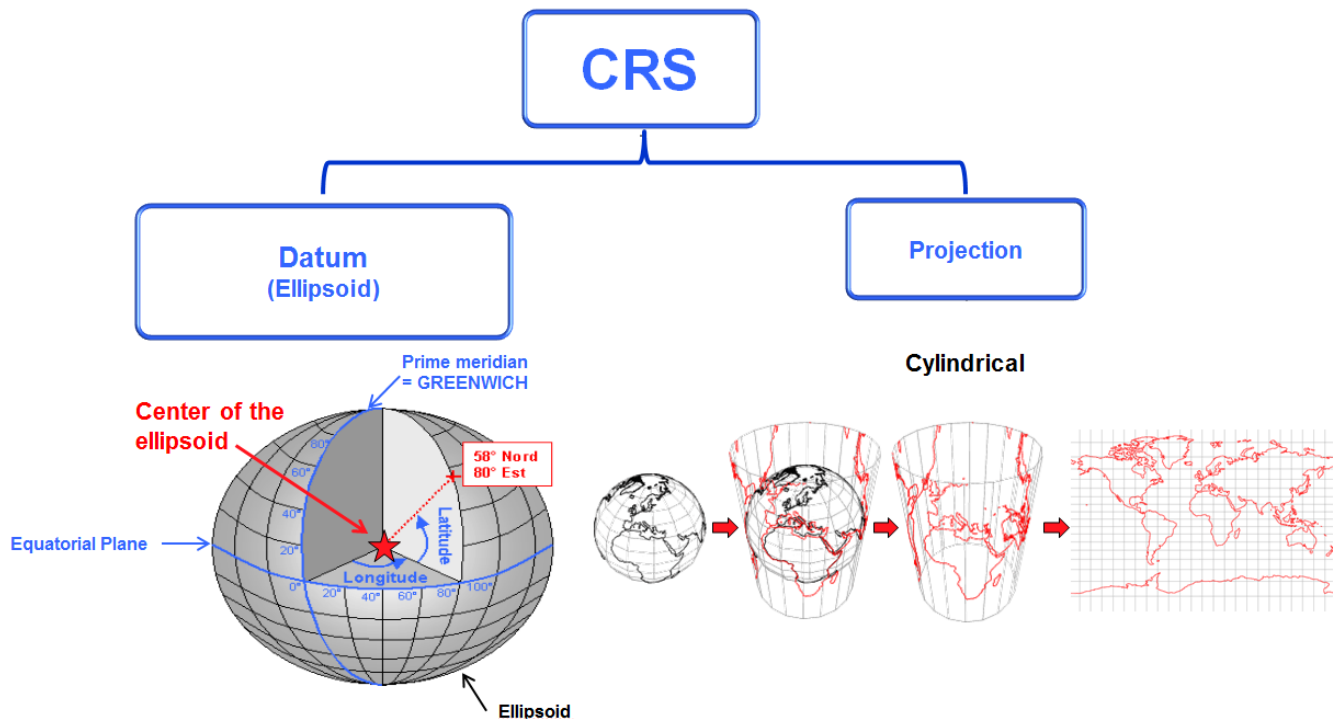 CRS
Datum
(Ellipsoid)
Projection
Prime meridian
= GREENWICH
Cylindrical
Center of the
ellipsoid
80°
58° Nord
80° Est
60°
40°
Latitude
Equatorial Plane
20°
Longitude
0°
20°
40°
60°
80°
100°
Ellipsoid